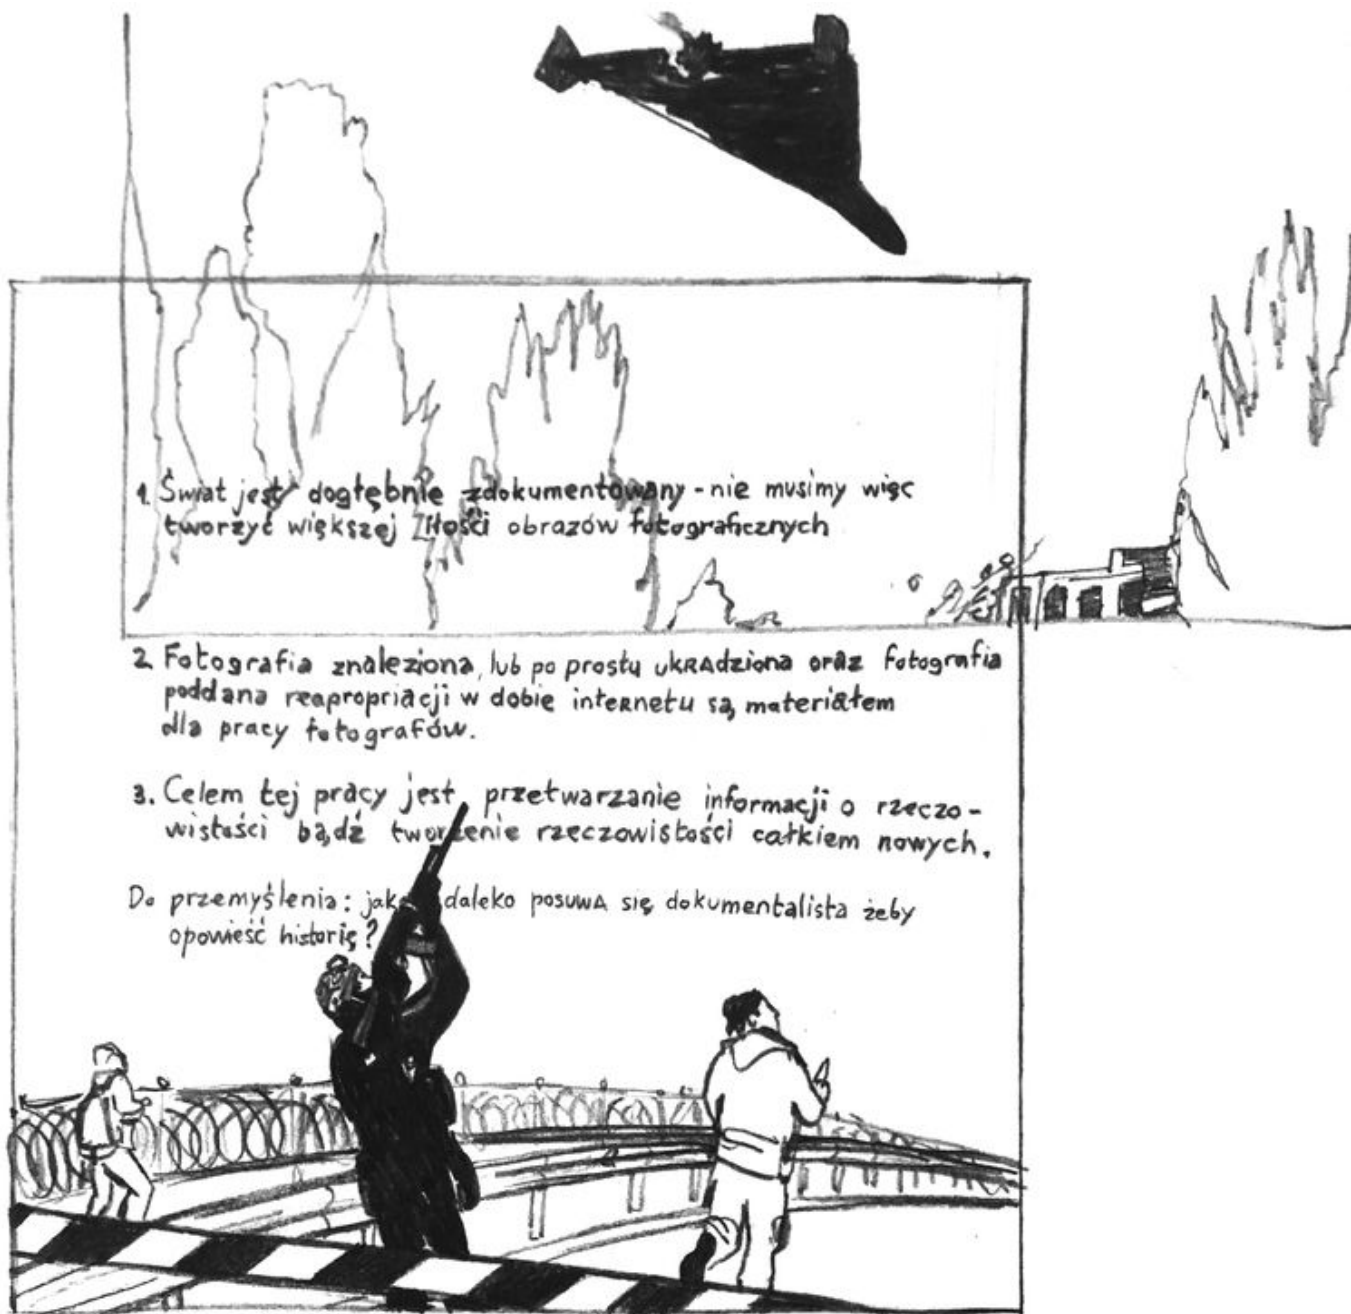 1. Świat jest dogłębnie zdokumentowany - nie musimy więc
tworzyć większej ilości obrazów fotograficznych
2. Fotografia znaleziona, lub po prostu ukRAdziona oraz fotografia
poddana reapropriacji w dobie inteRnetu są materiałem
dla pracy fotografów.
3. Celem tej pracy jest przetwarzanie informacji o rzeczo-
wistości bądź tworzenie rzeczowistości całkiem nowych.
Do przemyślenia: jak daleko posuwA się dokumentalista żeby
opowieść historię?